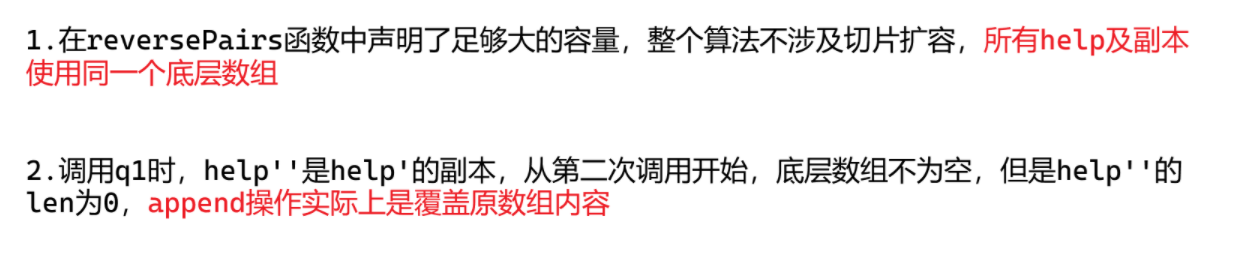 1.在reversePairs函数中声明了足够大的容量，整个算法不涉及切片扩容，所有help及副本
使用同一个底层数组
2.调用q1时，help''是help'的副本，从第二次调用开始，底层数组不为空，但是help''的
len为0，append操作实际上是覆盖原数组内容